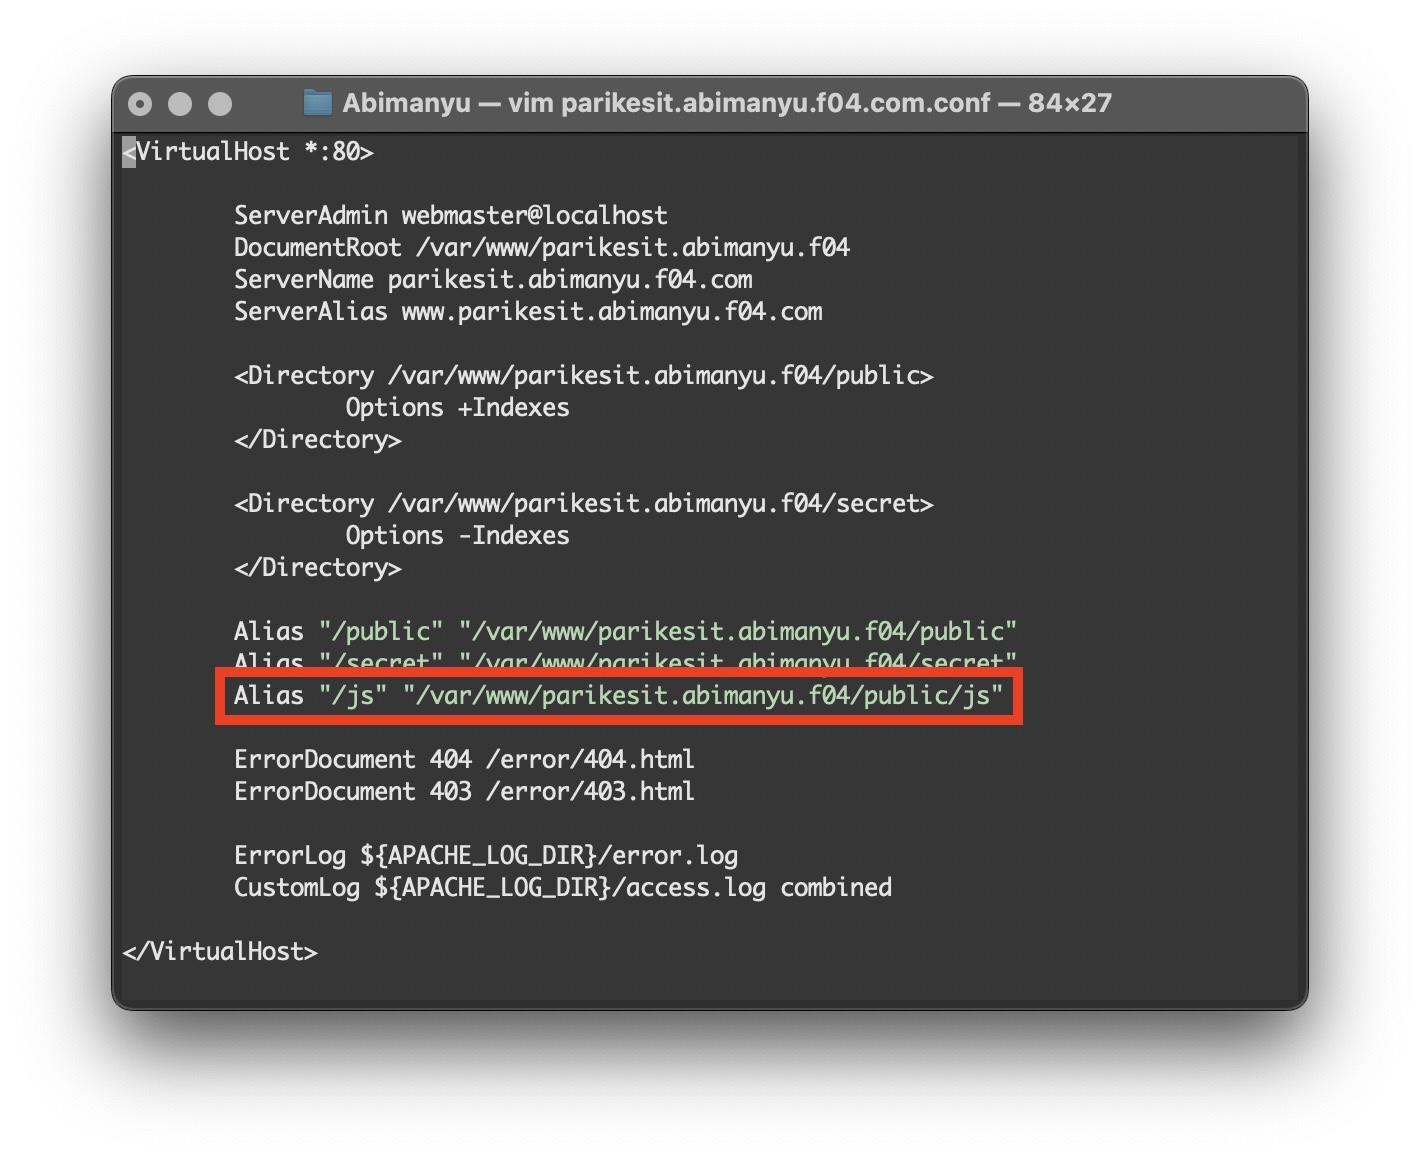 Abimanyu — vim parikesit.abimanyu.f04.com.conf — 84×27
<VirtualHost *:80>
ServerAdmin webmaster@localhost
DocumentRoot /var/www/parikesit.abimanyu.f04
ServerName parikesit.abimanyu.f04.com
ServerAlias www.parikesit.abimanyu.f04.com
<Directory /var/www/parikesit.abimanyu.f04/public>
Options +Indexes
</Directory>
<Directory /var/www/parikesit.abimanyu.f04/secret>
Options -Indexes
</Directory>
Alias "/public" "/var/www/parikesit.abimanyu.f04/public"
Alias "/secret" "/var/www/parikesit.abimanyu.f04/secret"
Alias "/js" "/var/www/parikesit.abimanyu.f04/public/js"
ErrorDocument 404 /error/404.html
ErrorDocument 403 /error/403.html
ErrorLog ${APACHE_LOG_DIR}/error.log
CustomLog ${APACHE_LOG_DIR}/access.log combined
</VirtualHost>